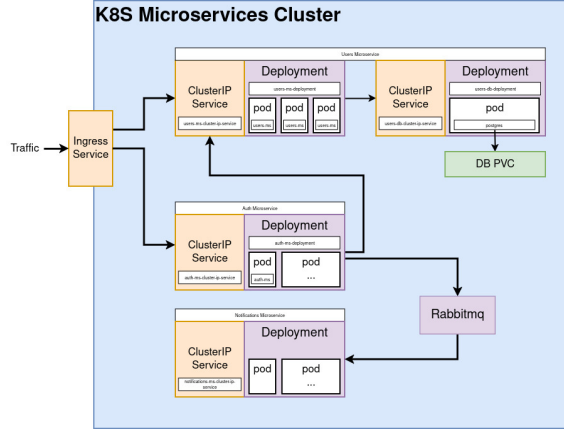 K8S Microservices Cluster
Users Microservice
ClusterIP
Service
users-ms-cluster-ip-service
Deployment
users-ms-deployment
pod
users-ms
pod
users-ms
pod
users-ms
ClusterIP
Service
users-db-cluster-ip-service
Deployment
users-db-deployment
pod
postgres
DB PVC
Traffic
Ingress
Service
Auth Microservice
ClusterIP
Service
auth-ms-cluster-ip-service
Deployment
auth-ms-deployment
pod
auth-ms
pod
...
Rabbitmq
Notifications Microservice
ClusterIP
Service
notifications-ms-cluster-ip-
service
Deployment
pod
pod
...